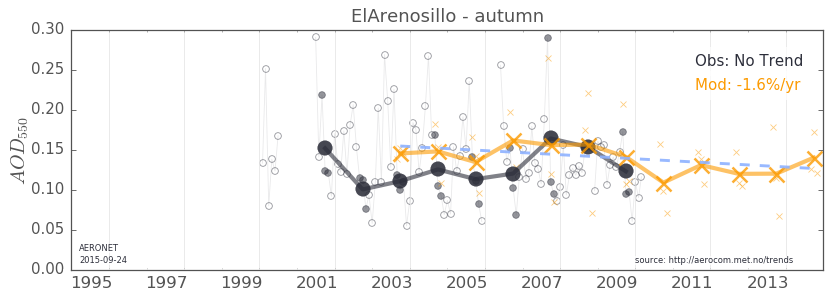 ElArenosillo - autumn
0.30
0.25
0.20
0.15
0.10
0.05
0.00
AOD550
Obs: No Trend
Mod: -1.6%/yr
AERONET
2015-09-24
source: http://aerocom.met.no/trends
1995 1997 1999 2001 2003 2005 2007 2009 2011 2013